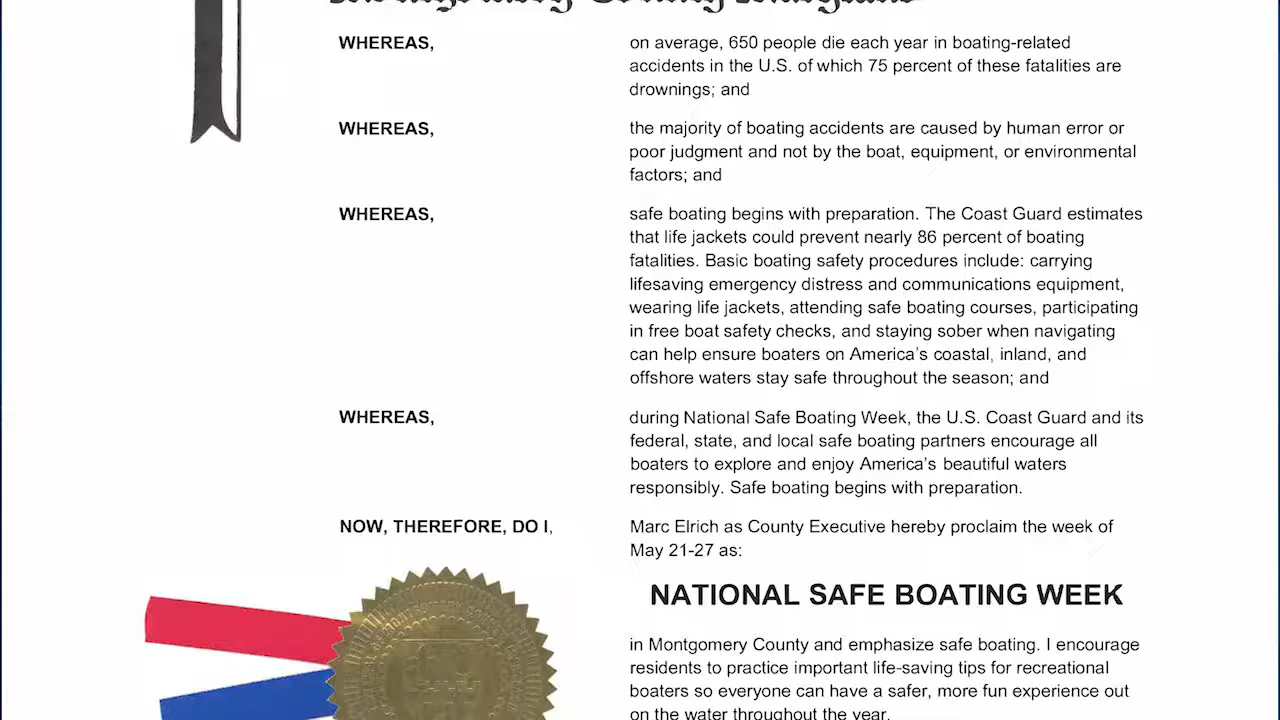 WHEREAS, on average, 650 people die each year in boating-related
accidents in the U.S. of which 75 percent of these fatalities are
drownings; and
WHEREAS, the majority of boating accidents are caused by human error or
poor judgment and not by the boat, equipment, or environmental
factors; and
WHEREAS, safe boating begins with preparation. The Coast Guard estimates
that life jackets could prevent nearly 86 percent of boating
fatalities. Basic boating safety procedures include: carrying
lifesaving emergency distress and communications equipment,
wearing life jackets, attending safe boating courses, participating
in free boat safety checks, and staying sober when navigating
can help ensure boaters on America’s coastal, inland, and
offshore waters stay safe throughout the season; and
WHEREAS, during National Safe Boating Week, the U.S. Coast Guard and its
federal, state, and local safe boating partners encourage all
boaters to explore and enjoy America’s beautiful waters
responsibly. Safe boating begins with preparation.
NOW, THEREFORE, DO I, Marc Elrich as County Executive hereby proclaim the week of
May 21-27 as:
NATIONAL SAFE BOATING WEEK
in Montgomery County and emphasize safe boating. I encourage
residents to practice important life-saving tips for recreational
boaters so everyone can have a safer, more fun experience out
on the water throughout the year.